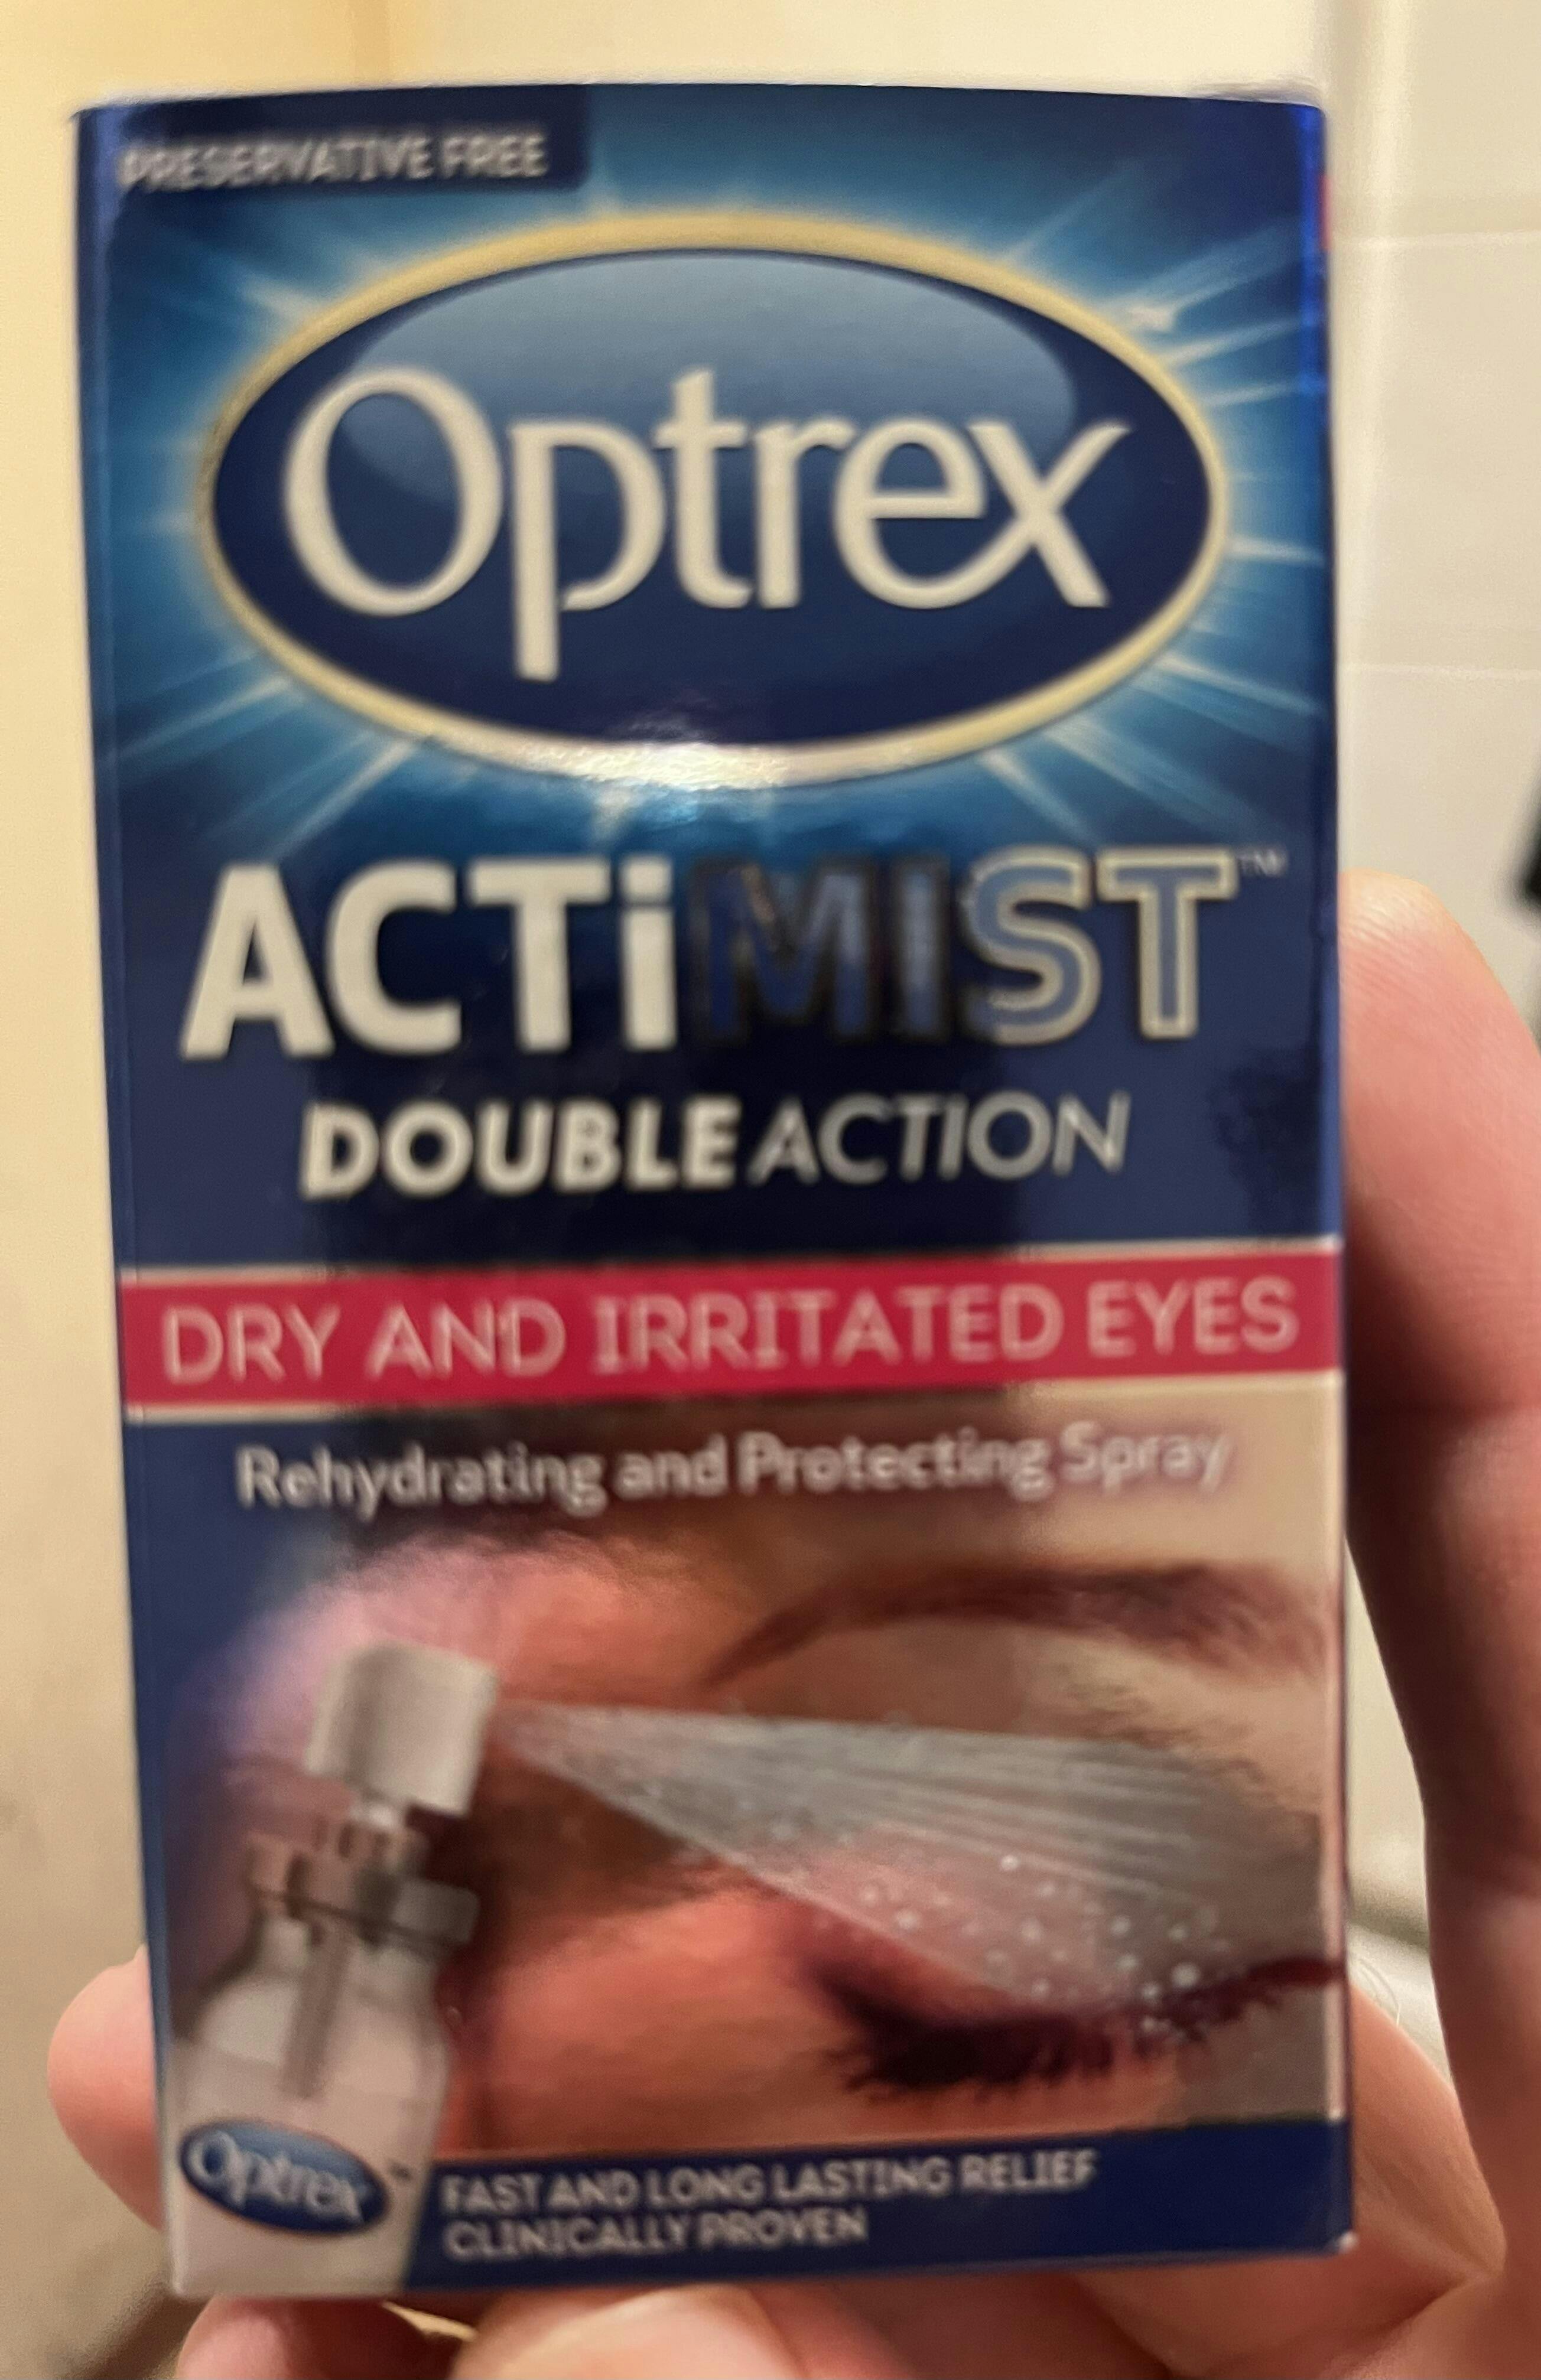 PRESERVATIVE FREE
Optrex
ACTiMIST™
DOUBLE ACTION
DRY AND IRRITATED EYES
Rehydrating and Protecting Spray
Optrex™
FAST AND LONG LASTING RELIEF
CLINICALLY PROVEN